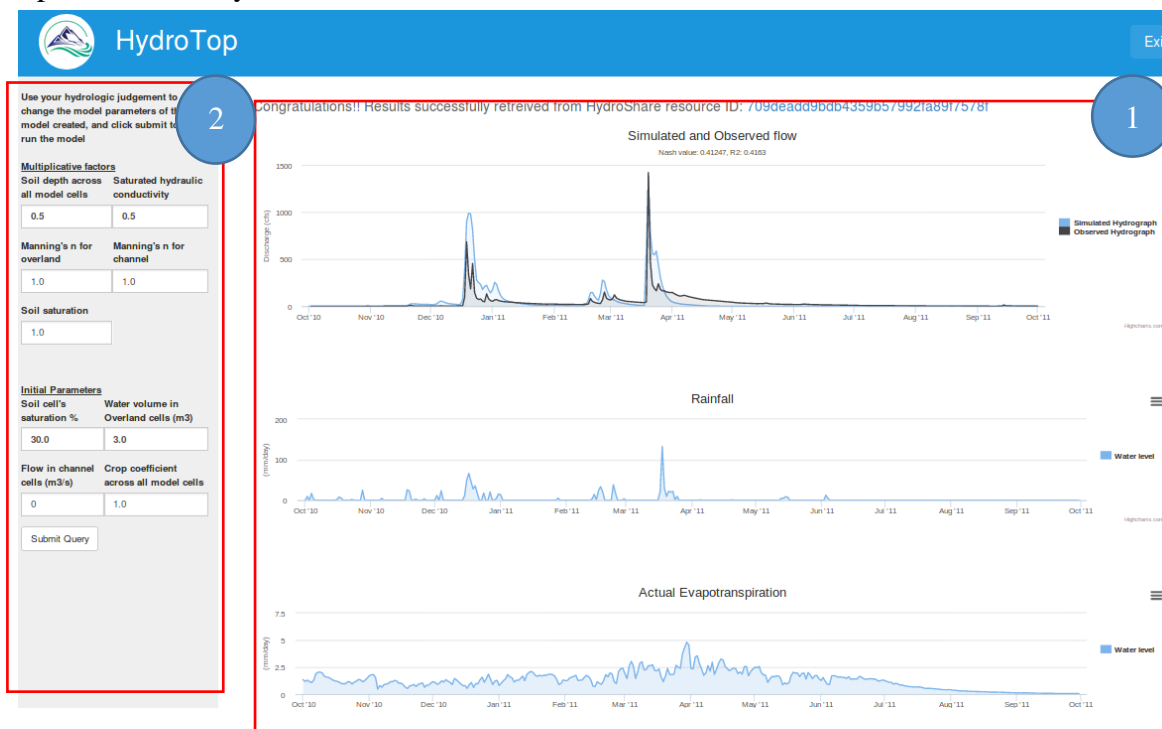 HydroTop
Exi
Use your hydrologic judgement to
change the model parameters of th
model created, and click submit to
run the model
2
Multiplicative factors
Soil depth across all model cells
Saturated hydraulic conductivity
0.5
0.5
Manning's n for overland
Manning's n for channel
1.0
1.0
Soil saturation
1.0
Initial Parameters
Soil cell's saturation %
Water volume in Overland cells (m3)
30.0
3.0
Flow in channel cells (m3/s)
Crop coefficient across all model cells
0
1.0
Submit Query
Congratulations!! Results successfully retreived from HydroShare resource ID: 709deadd9bdb4359b57992fa89f7578f
1
Simulated and Observed flow
Nash value: 0.41247, R2: 0.4163
Discharge (cfs)
1500
1000
500
0
Oct '10 Nov '10 Dec '10 Jan '11 Feb '11 Mar '11 Apr '11 May '11 Jun '11 Jul '11 Aug '11 Sep '11 Oct '11
Simulated Hydrograph
Observed Hydrograph
Highcharts.com
Rainfall
(mm/day)
200
100
0
Oct '10 Nov '10 Dec '10 Jan '11 Feb '11 Mar '11 Apr '11 May '11 Jun '11 Jul '11 Aug '11 Sep '11 Oct '11
Water level
Highcharts.com
Actual Evapotranspiration
(mm/day)
7.5
5
2.5
0
Oct '10 Nov '10 Dec '10 Jan '11 Feb '11 Mar '11 Apr '11 May '11 Jun '11 Jul '11 Aug '11 Sep '11 Oct '11
Water level